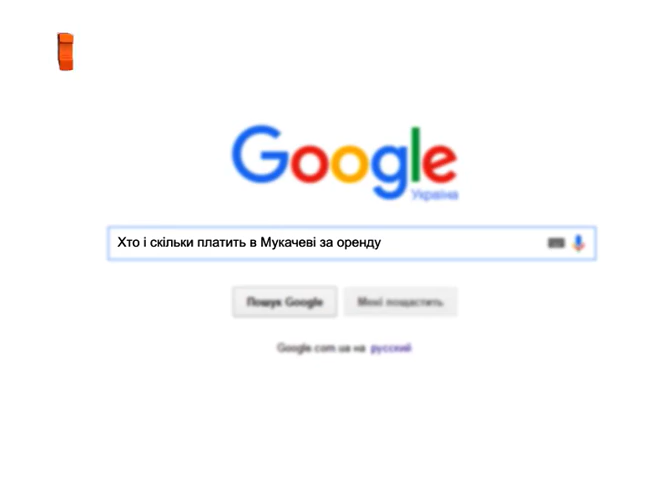 Google
Україна
Хто і скільки платить в Мукачеві за оренду
Пошук Google
Мені пощастить
Google.com.ua на русский